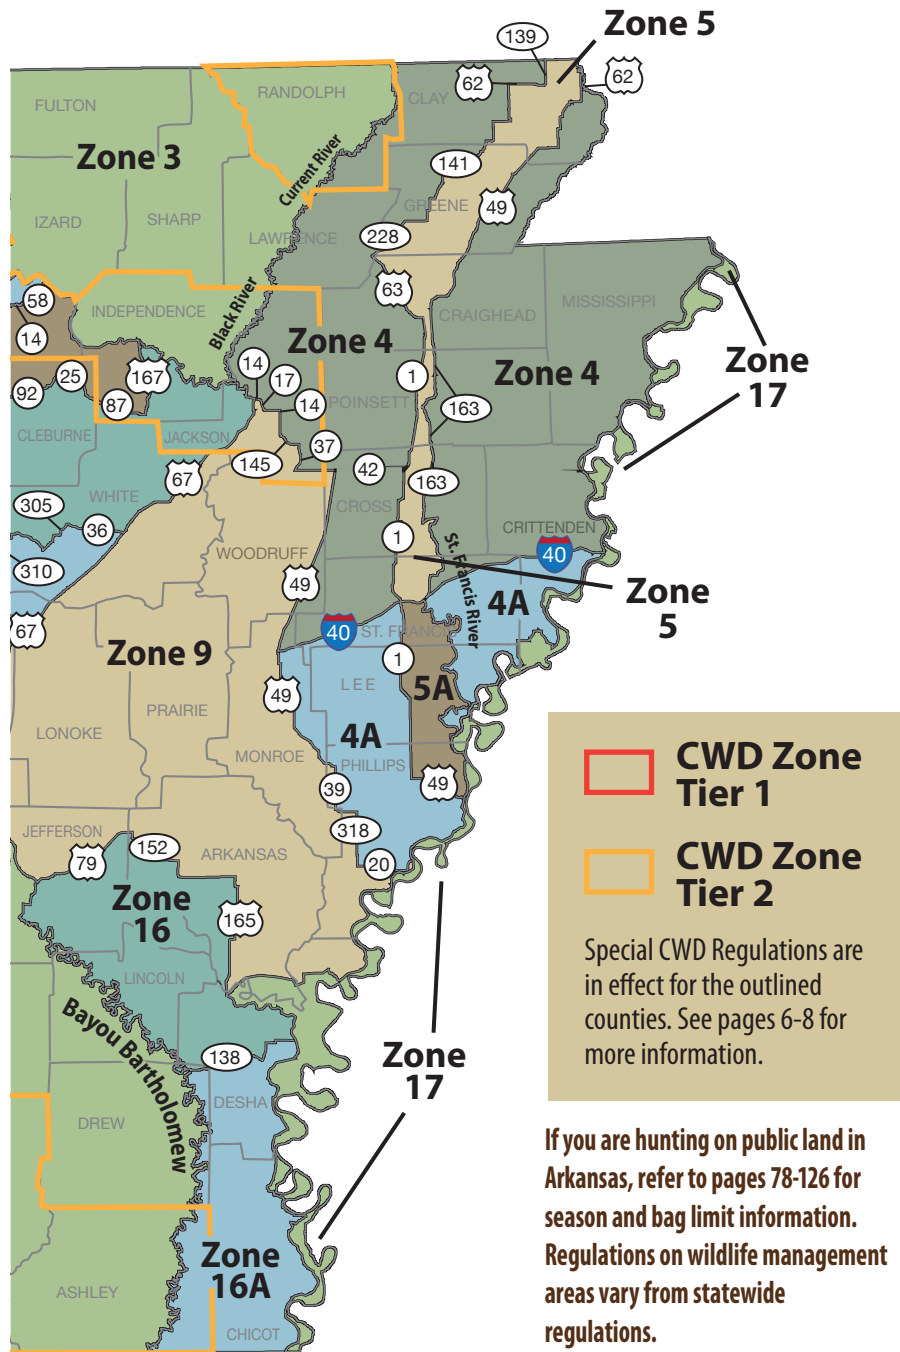 Zone 5
139
62
62
RANDOLPH
CLAY
FULTON
Zone 3
141
Current River
49
GREENE
IZARD
SHARP
LAWRENCE
228
63
58
INDEPENDENCE
Black River
CRAIGHEAD
MISSISSIPPI
14
Zone 4
Zone 4
Zone
17
167
14
17
25
92
87
14
1
POINSETT
163
CLEBURNE
JACKSON
37
145
42
67
163
WHITE
305
CROSS
36
CRITTENDEN
1
WOODRUFF
St. Francis River
40
310
49
4A
Zone
5
67
40
ST. FRANCIS
Zone 9
1
LEE
5A
49
PRAIRIE
LONOKE
4A
MONROE
PHILLIPS
49
39
318
JEFFERSON
152
ARKANSAS
79
20
Zone
16
165
LINCOLN
Bayou Bartholomew
138
Zone
17
DESHA
DREW
Zone
16A
ASHLEY
CHICOT
CWD Zone
Tier 1
CWD Zone
Tier 2
Special CWD Regulations are
in effect for the outlined
counties. See pages 6-8 for
more information.
If you are hunting on public land in
Arkansas, refer to pages 78-126 for
season and bag limit information.
Regulations on wildlife management
areas vary from statewide
regulations.